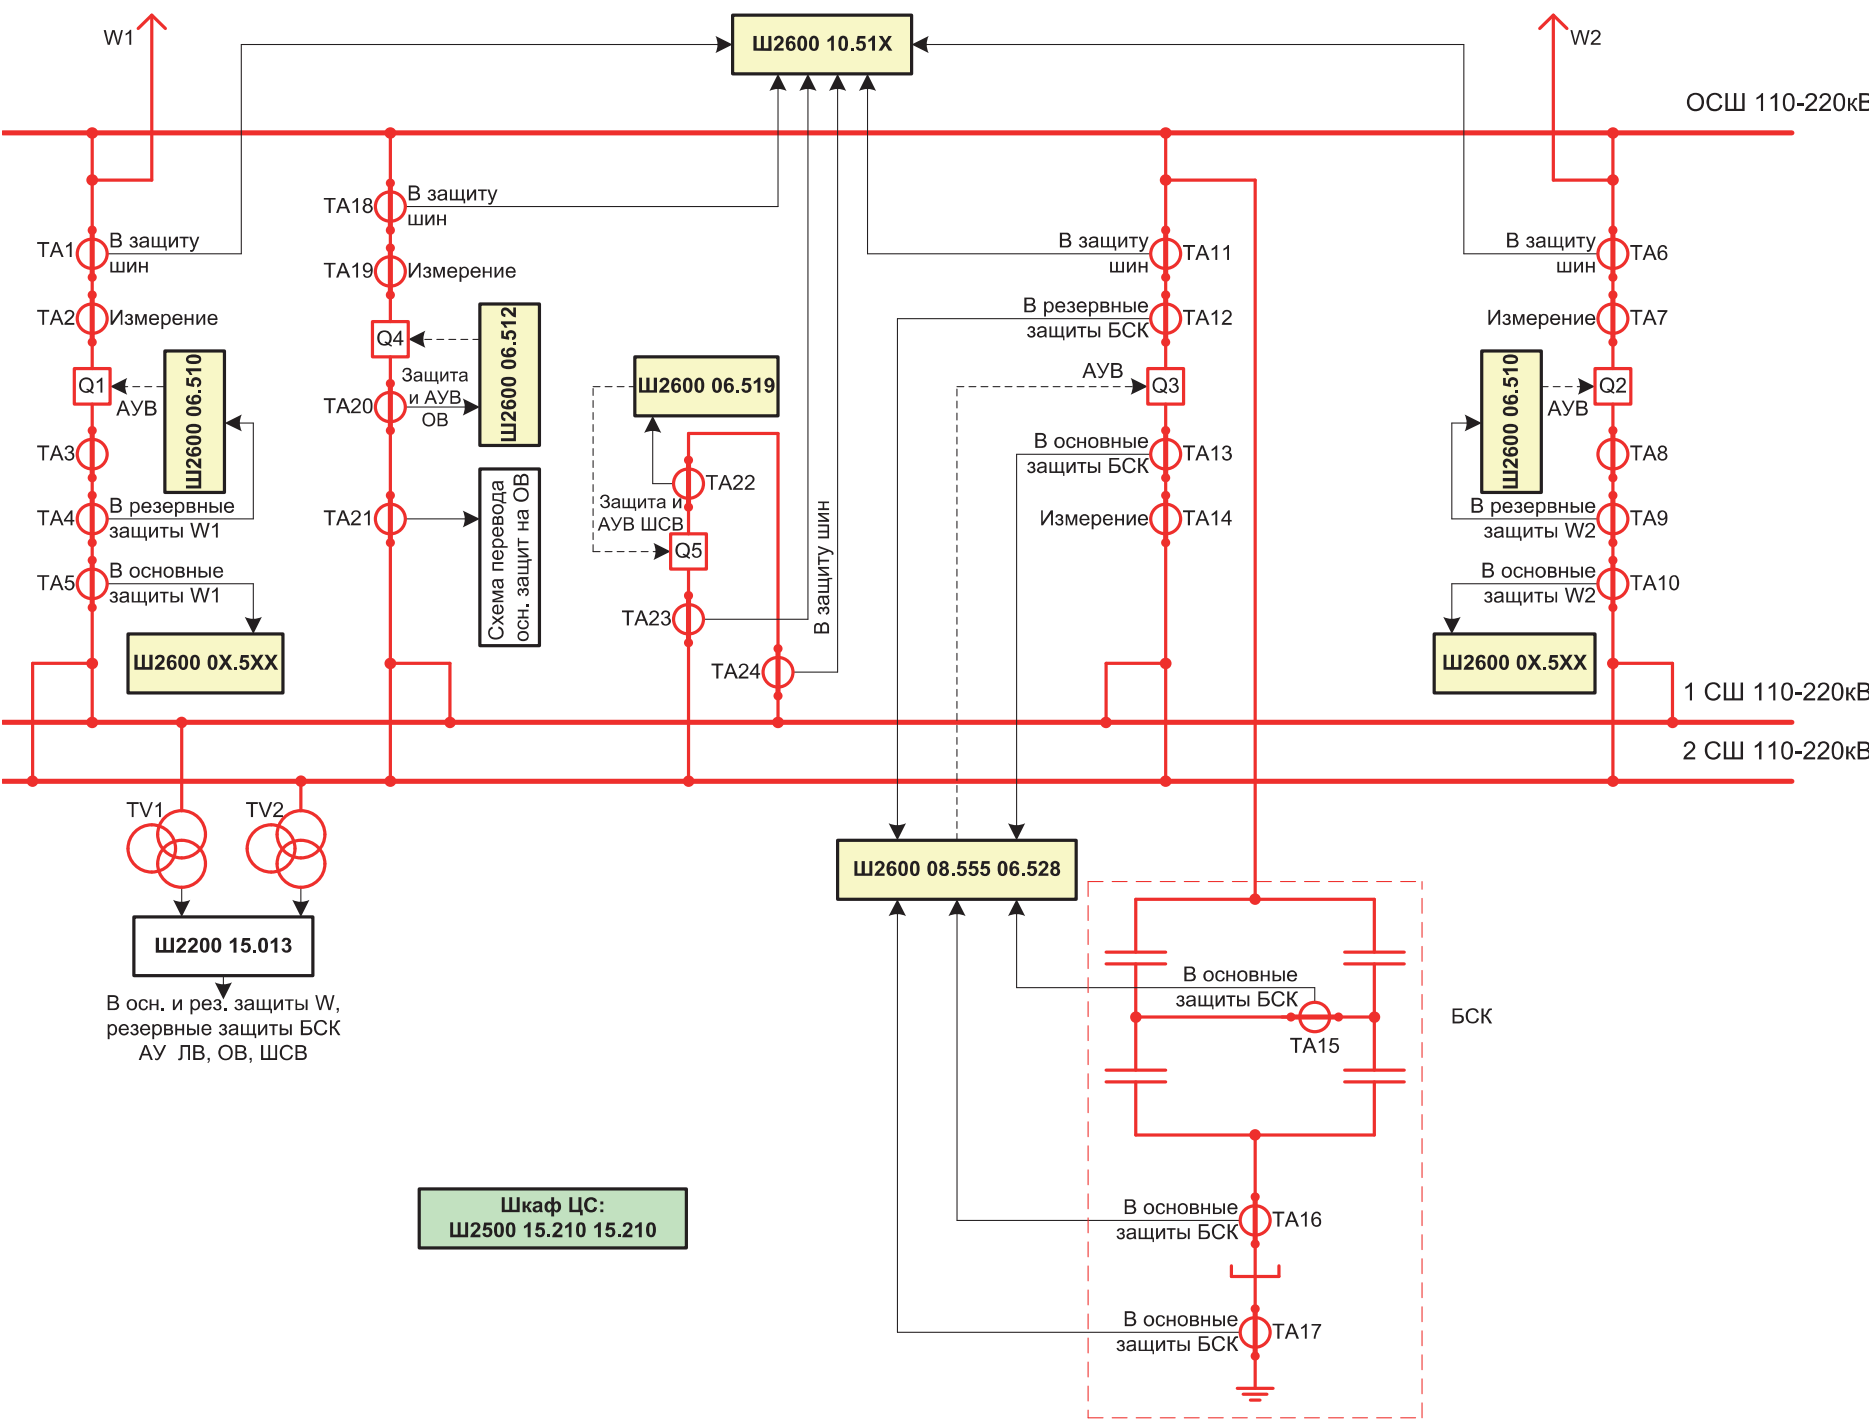 W1
Ш2600 10.51Х
W2
ОСШ 110-220кВ
TA1
В защиту
шин
TA2
Измерение
Q1
АУВ
Ш2600 06.510
TA3
TA4
В резервные
защиты W1
TA5
В основные
защиты W1
Ш2600 0Х.5ХХ
TA18
В защиту
шин
TA19
Измерение
Q4
Ш2600 06.512
Защита
и АУВ
ОВ
TA20
TA21
Схема перевода
осн. защит на ОВ
Ш2600 06.519
TA22
Защита и
АУВ ШСВ
Q5
TA23
TA24
В защиту шин
В защиту
шин
TA11
В резервные
защиты БСК
TA12
АУВ
Q3
В основные
защиты БСК
TA13
Измерение
TA14
В защиту
шин
TA6
Измерение
TA7
Ш2600 06.510
Q2
АУВ
TA8
В резервные
защиты W2
TA9
В основные
защиты W2
TA10
Ш2600 0Х.5ХХ
1 СШ 110-220кВ
2 СШ 110-220кВ
TV1
TV2
Ш2200 15.013
В осн. и рез. защиты W,
резервные защиты БСК
АУ ЛВ, ОВ, ШСВ
Ш2600 08.555 06.528
В основные
защиты БСК
TA15
БСК
В основные
защиты БСК
TA16
В основные
защиты БСК
TA17
Шкаф ЦС:
Ш2500 15.210 15.210